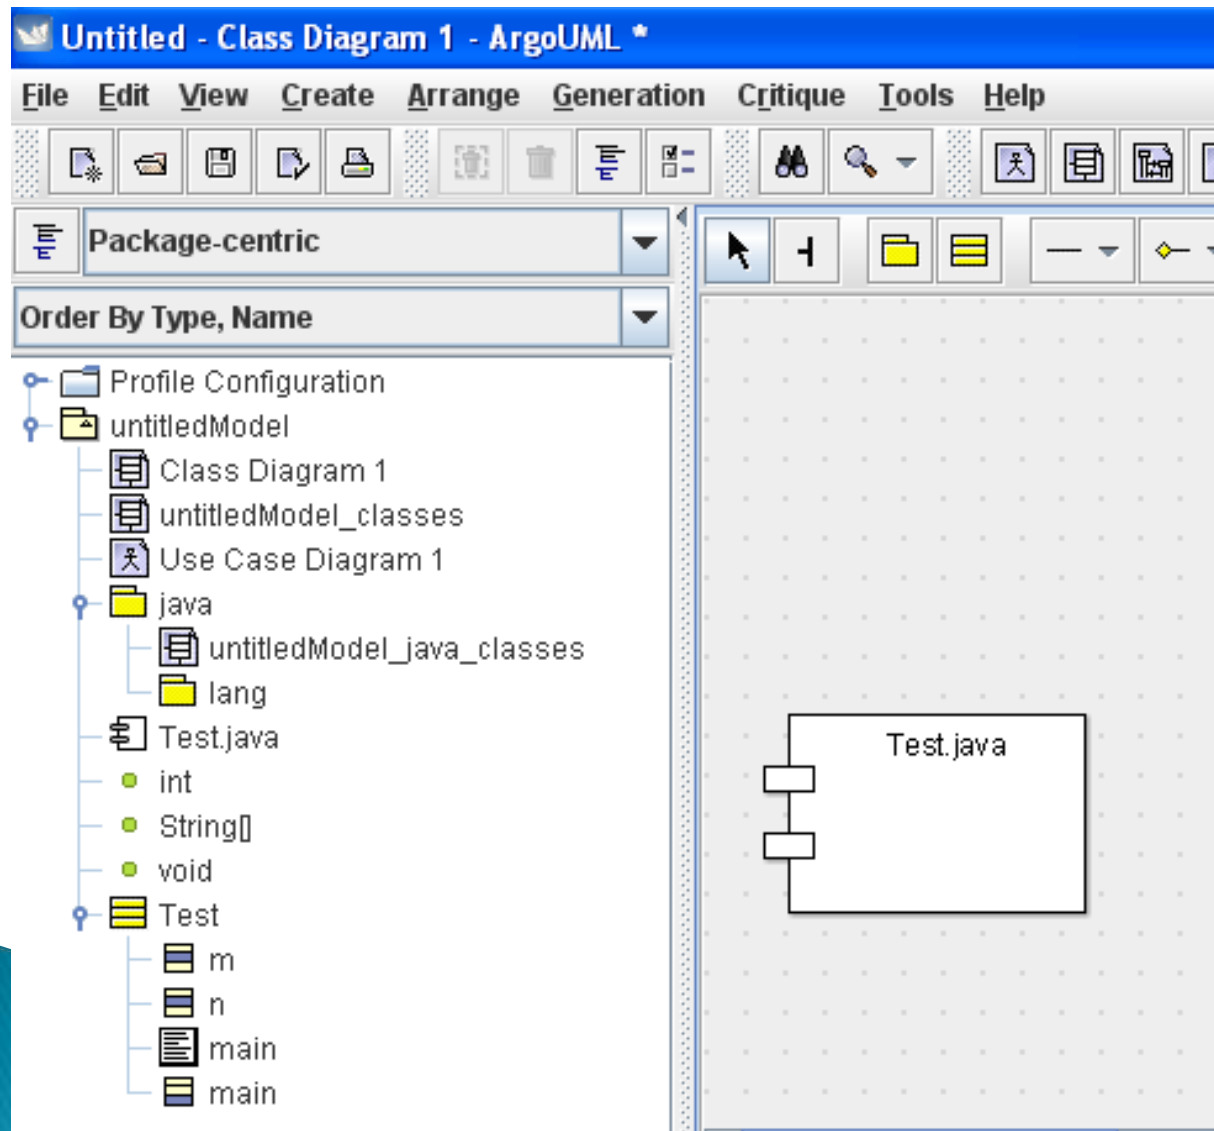 Untitled - Class Diagram 1 - ArgoUML *
File Edit View Create Arrange Generation Critique Tools Help
Package-centric
Order By Type, Name
Profile Configuration
untitledModel
Class Diagram 1
untitledModel_classes
Use Case Diagram 1
java
untitledModel_java_classes
lang
Test.java
int
String[]
void
Test
m
n
main
main
Test.java